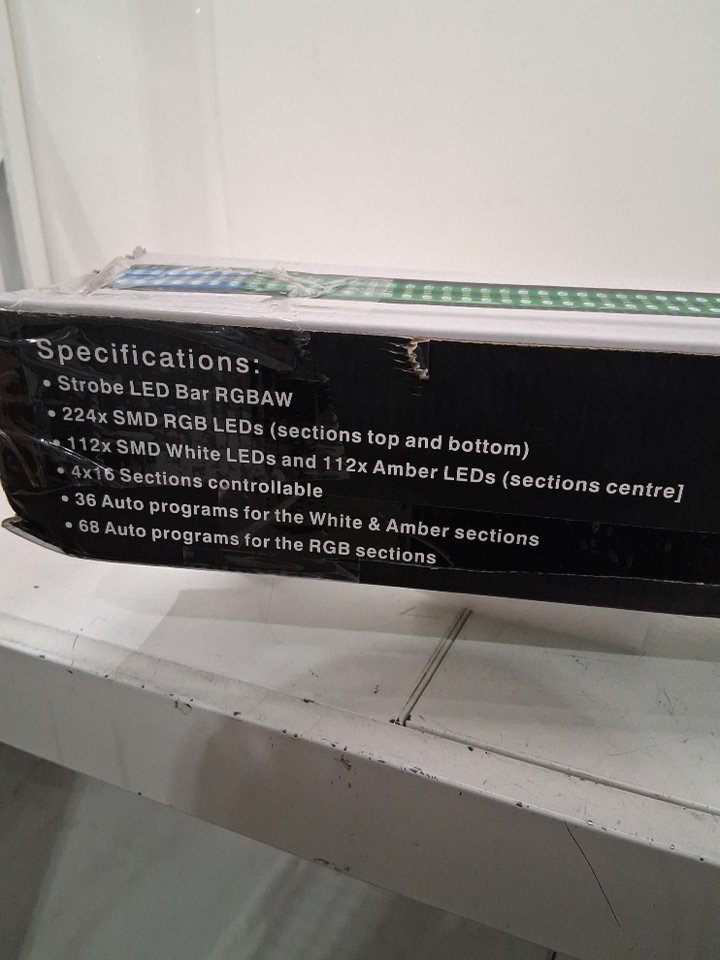 Specifications:
• Strobe LED Bar RGBAW
• 224x SMD RGB LEDs (sections top and bottom)
• 112x SMD White LEDs and 112x Amber LEDs (sections centre]
• 4x16 Sections controllable
• 36 Auto programs for the White & Amber sections
• 68 Auto programs for the RGB sections